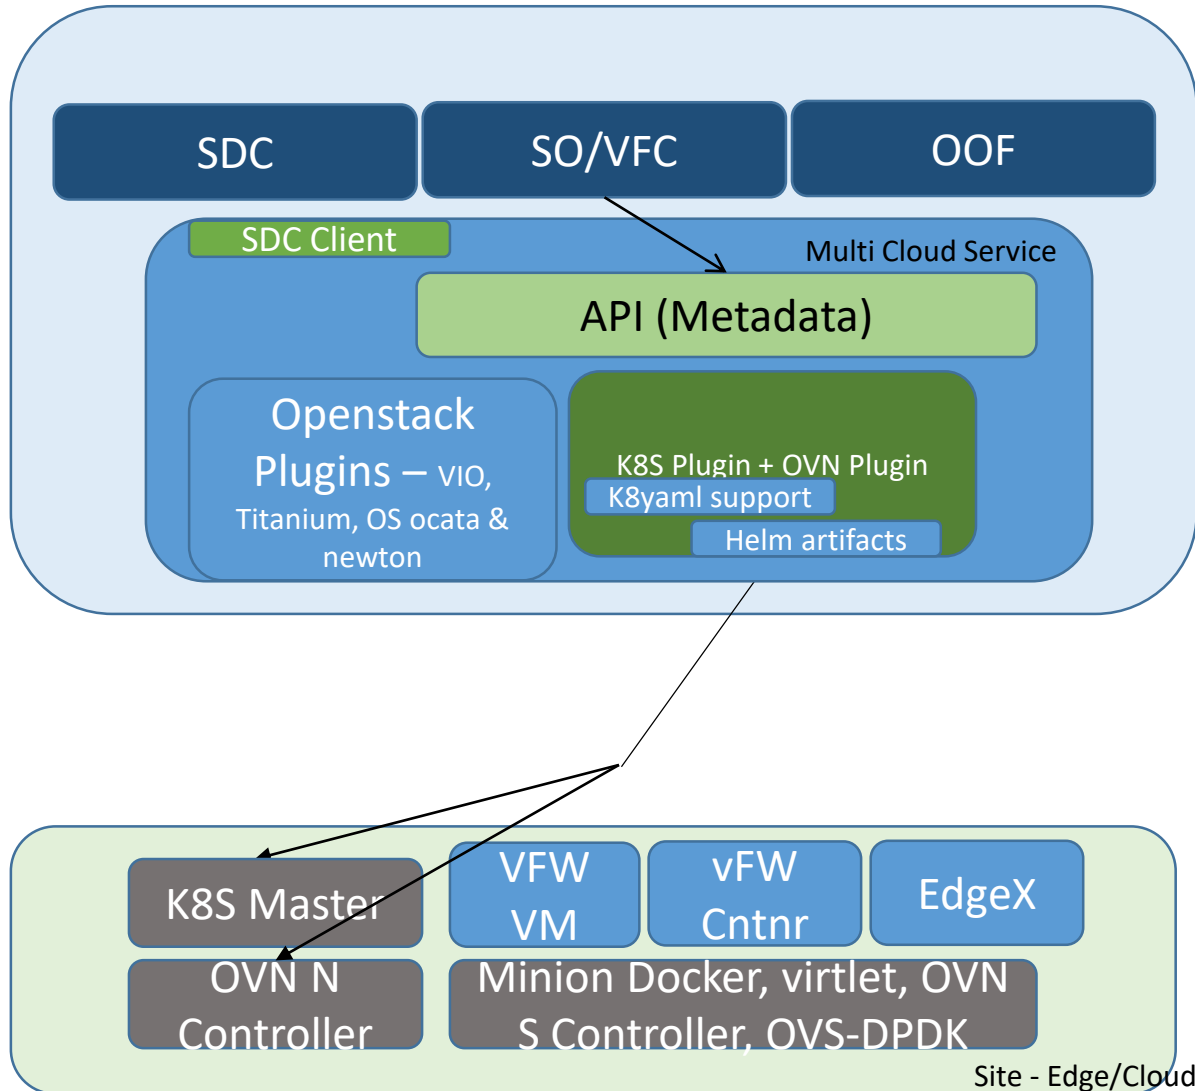 SDC
SO/VFC
OOF
SDC Client
Multi Cloud Service
API (Metadata)
Openstack
Plugins – VIO,
Titanium, OS ocata &
newton
K8S Plugin + OVN Plugin
K8yaml support
Helm artifacts
K8S Master
VFW
VM
vFW
Cntnr
EdgeX
OVN N
Controller
Minion Docker, virtlet, OVN
S Controller, OVS-DPDK
Site - Edge/Cloud